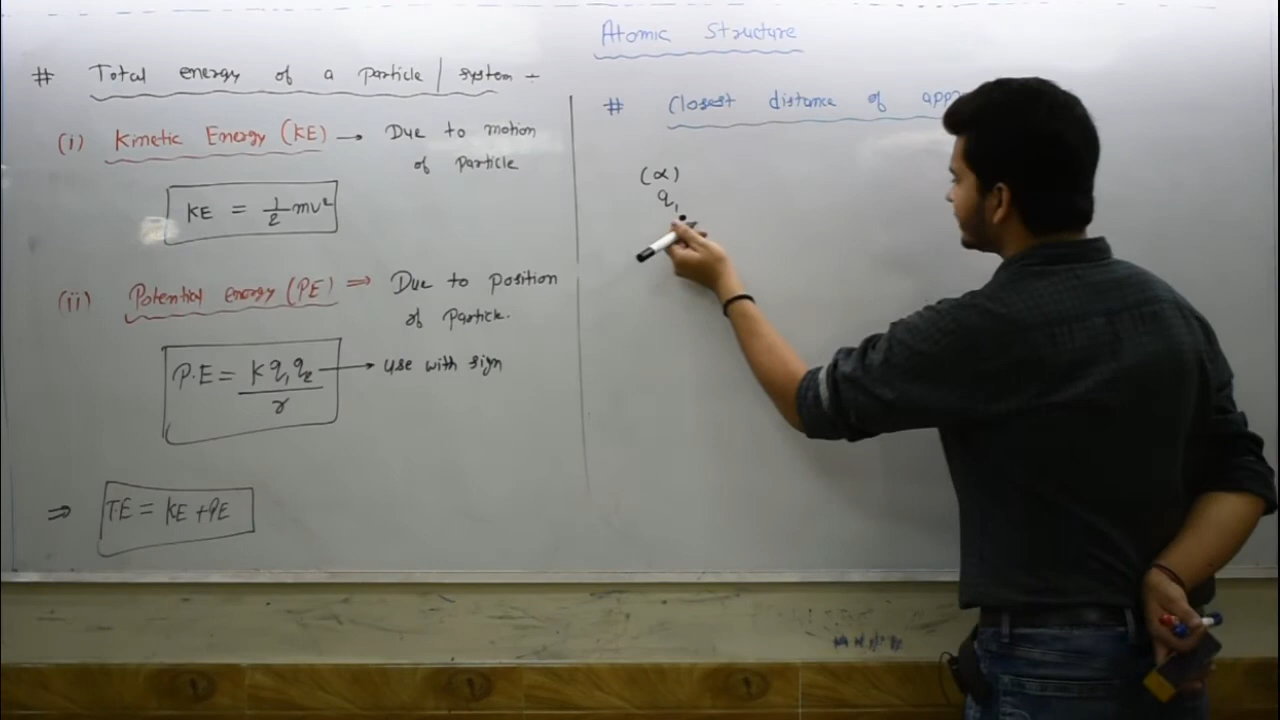 Atomic Structure
# Total energy of a particle / system ÷
(i) Kinetic Energy (KE) → Due to motion
of particle
KE = 1/2 mv²
(ii) Potential energy (PE) ⇒ Due to position
of particle.
P.E = Kq₁q₂/r → use with sign
⇒ T.E = KE + PE
# Closest distance of
(α)
q₁